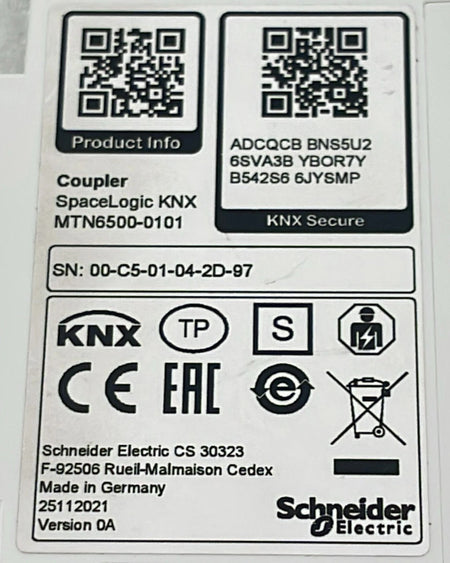 Product Info
ADCQCB BNS5U2
6SVA3B YBOR7Y
B542S6 6JYSMP
KNX Secure
Coupler
SpaceLogic KNX
MTN6500-0101
SN: 00-C5-01-04-2D-97
KNX TP S
CE EAC e
Schneider Electric CS 30323
F-92506 Rueil-Malmaison Cedex
Made in Germany
25112021
Version 0A
Schneider
Electric